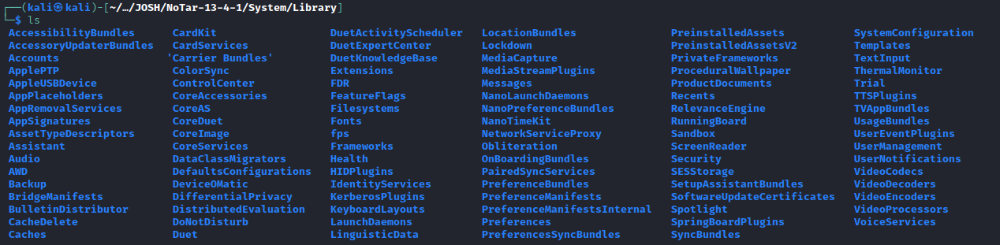 ┌──(kali㉿kali)-[~/…/JOSH/NoTar-13-4-1/System/Library]
└─$ ls
AccessibilityBundles CardKit DuetActivityScheduler LocationBundles PreinstalledAssets SystemConfiguration
AccessoryUpdaterBundles CardServices DuetExpertCenter Lockdown PreinstalledAssetsV2 Templates
Accounts 'Carrier Bundles' DuetKnowledgeBase MediaCapture PrivateFrameworks TextInput
ApplePTP ColorSync Extensions MediaStreamPlugins ProceduralWallpaper ThermalMonitor
AppleUSBDevice ControlCenter FDR Messages ProductDocuments Trial
AppPlaceholders CoreAccessories FeatureFlags NanoLaunchDaemons Recents TTSPlugins
AppRemovalServices CoreAS Filesystems NanoPreferenceBundles RelevanceEngine TVAppBundles
AppSignatures CoreDuet Fonts NanoTimeKit RunningBoard UsageBundles
AssetTypeDescriptors CoreImage fps NetworkServiceProxy Sandbox UserEventPlugins
Assistant CoreServices Frameworks Obliteration ScreenReader UserManagement
Audio DataClassMigrators Health OnBoardingBundles Security UserNotifications
AWD DefaultsConfigurations HIDPlugins PairedSyncServices SESStorage VideoCodecs
Backup DeviceOMatic IdentityServices PreferenceBundles SetupAssistantBundles VideoDecoders
BridgeManifests DifferentialPrivacy KerberosPlugins PreferenceManifests SoftwareUpdateCertificates VideoEncoders
BulletinDistributor DistributedEvaluation KeyboardLayouts PreferenceManifestsInternal Spotlight VideoProcessors
CacheDelete DoNotDisturb LaunchDaemons Preferences SpringBoardPlugins VoiceServices
Caches Duet LinguisticData PreferencesSyncBundles SyncBundles